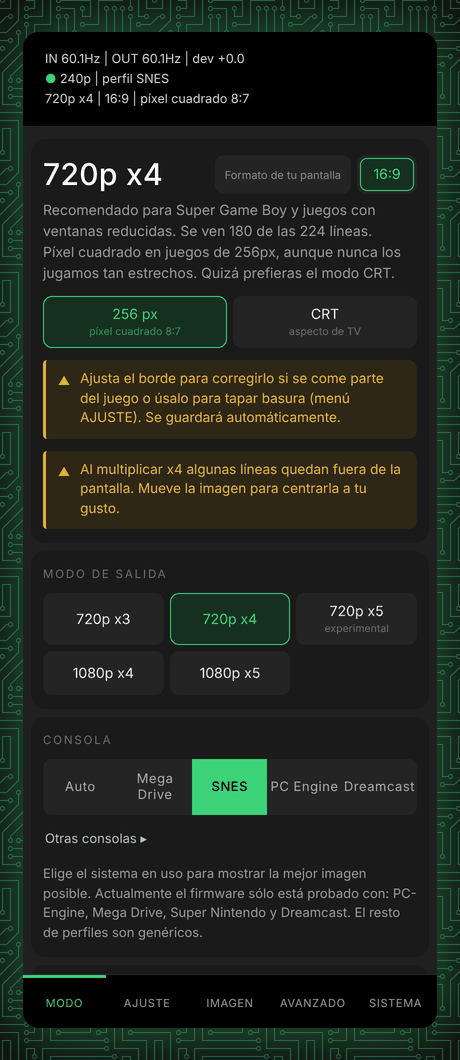 IN 60.1Hz | OUT 60.1Hz | dev +0.0
240p | perfil SNES
720p x4 | 16:9 | píxel cuadrado 8:7
720p x4
Formato de tu pantalla
16:9
Recomendado para Super Game Boy y juegos con
ventanas reducidas. Se ven 180 de las 224 líneas.
Píxel cuadrado en juegos de 256px, aunque nunca los
jugamos tan estrechos. Quizá prefieras el modo CRT.
256 px
píxel cuadrado 8:7
CRT
aspecto de TV
Ajusta el borde para corregirlo si se come parte
del juego o úsalo para tapar basura (menú
AJUSTE). Se guardará automáticamente.
Al multiplicar x4 algunas líneas quedan fuera de la
pantalla. Mueve la imagen para centrarla a tu
gusto.
MODO DE SALIDA
720p x3
720p x4
720p x5
experimental
1080p x4
1080p x5
CONSOLA
Auto
Mega
Drive
SNES
PC Engine
Dreamcast
Otras consolas ▸
Elige el sistema en uso para mostrar la mejor imagen
posible. Actualmente el firmware sólo está probado con: PC-
Engine, Mega Drive, Super Nintendo y Dreamcast. El resto
de perfiles son genéricos.
MODO
AJUSTE
IMAGEN
AVANZADO
SISTEMA